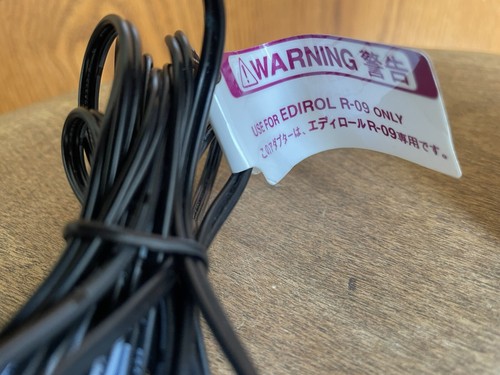 WARNING 警告
USE FOR EDIROL R-09 ONLY
このアダプターは、エディロールR-09専用です。